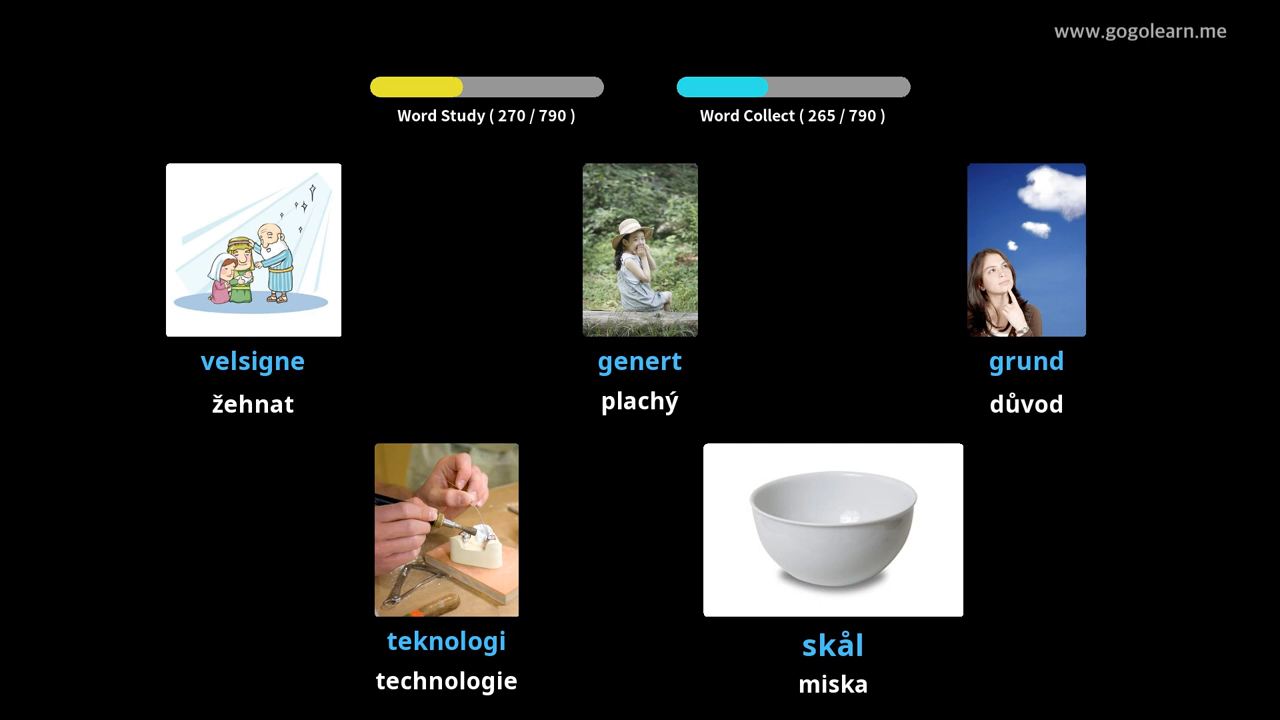 www.gogolearn.me
Word Study ( 270 / 790 )
Word Collect ( 265 / 790 )
velsigne
žehnat
genert
plachý
grund
důvod
teknologi
technologie
skål
miska